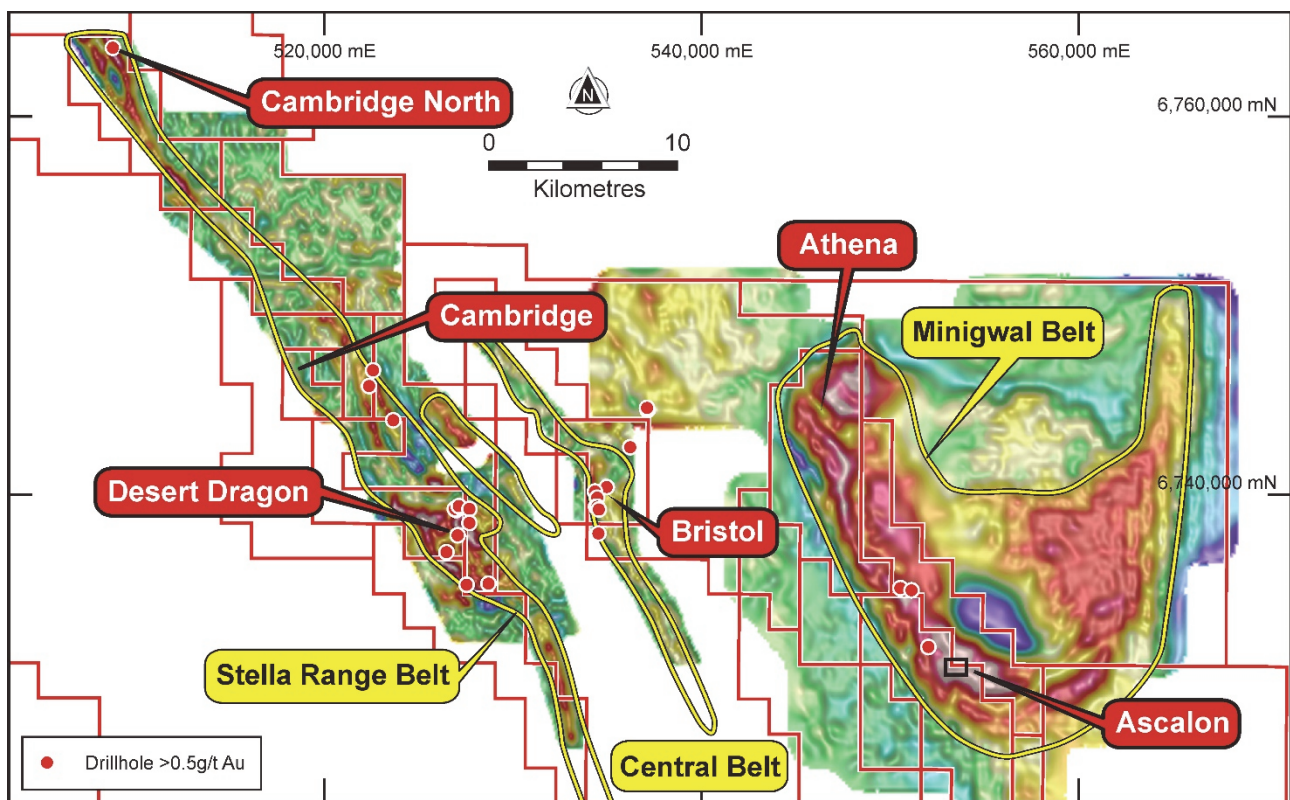 520,000 mE
540,000 mE
560,000 mE
Cambridge North
N
6,760,000 mN
0
10
Kilometres
Athena
Cambridge
Minigwal Belt
Desert Dragon
6,740,000 mN
Bristol
Stella Range Belt
Ascalon
Central Belt
Drillhole >0.5g/t Au